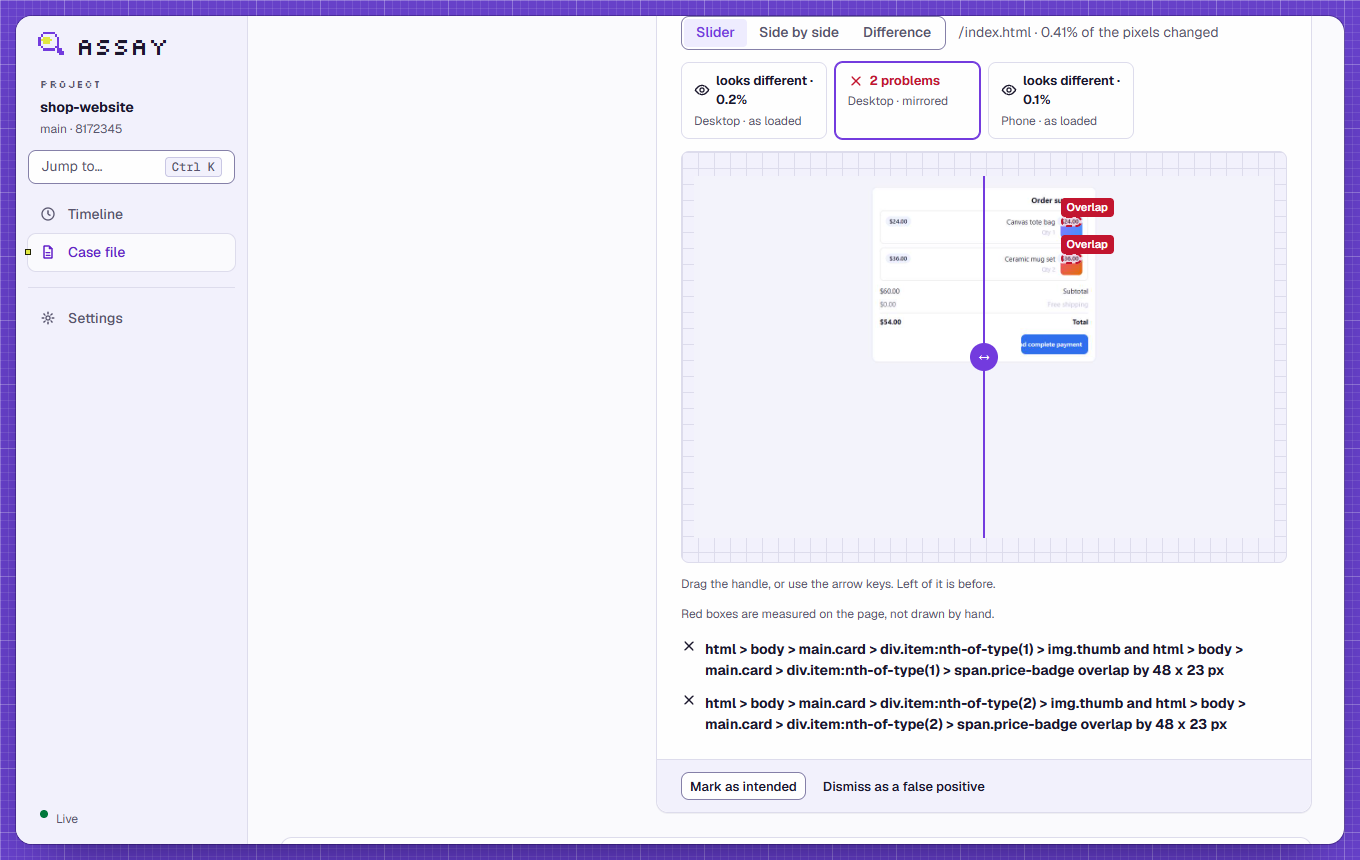 ASSAY
PROJECT
shop-website
main · 8172345
Jump to... Ctrl K
Timeline
Case file
Settings
Live
Slider Side by side Difference /index.html · 0.41% of the pixels changed
looks different · 0.2%
Desktop · as loaded
2 problems
Desktop · mirrored
looks different · 0.1%
Phone · as loaded
Order su
Overlap
$24.00 Canvas tote bag $24.00
Qty 1
Overlap
$36.00 Ceramic mug set $36.00
Qty 2
$60.00 Subtotal
$0.00 Free shipping
$54.00 Total
d complete payment
Drag the handle, or use the arrow keys. Left of it is before.
Red boxes are measured on the page, not drawn by hand.
html > body > main.card > div.item:nth-of-type(1) > img.thumb and html > body >
main.card > div.item:nth-of-type(1) > span.price-badge overlap by 48 x 23 px
html > body > main.card > div.item:nth-of-type(2) > img.thumb and html > body >
main.card > div.item:nth-of-type(2) > span.price-badge overlap by 48 x 23 px
Mark as intended Dismiss as a false positive